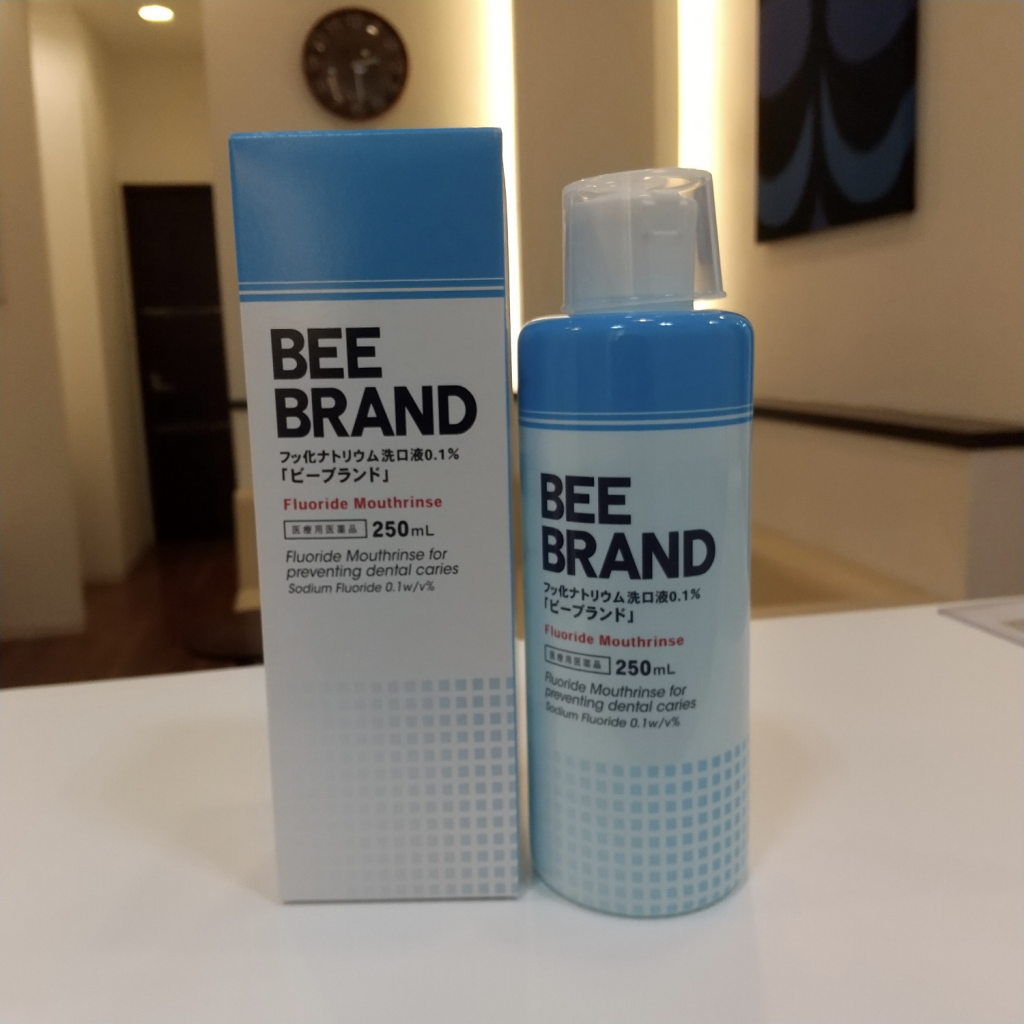 BEE
BRAND
フッ化ナトリウム洗口液0.1%
「ビーブランド」
Fluoride Mouthrinse
医療用医薬品 250mL
Fluoride Mouthrinse for
preventing dental caries
Sodium Fluoride 0.1w/v%
BEE
BRAND
フッ化ナトリウム洗口液0.1%
「ビーブランド」
Fluoride Mouthrinse
医療用医薬品 250mL
Fluoride Mouthrinse for
preventing dental caries
Sodium Fluoride 0.1w/v%